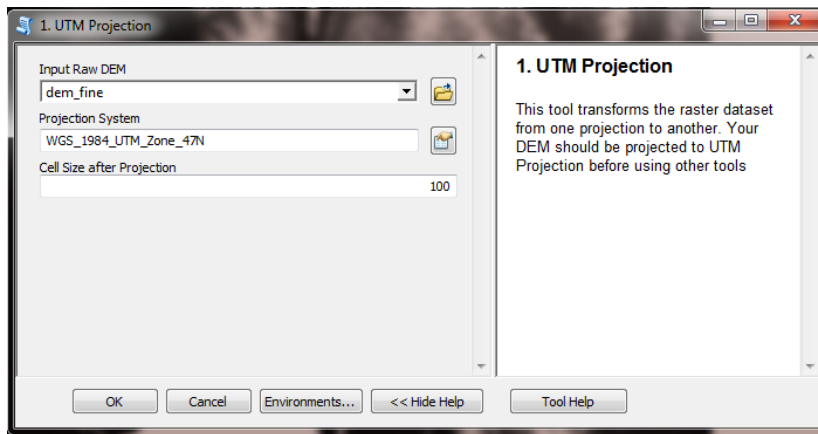 1. UTM Projection
Input Raw DEM
dem_fine
Projection System
WGS_1984_UTM_Zone_47N
Cell Size after Projection
100
1. UTM Projection
This tool transforms the raster dataset
from one projection to another. Your
DEM should be projected to UTM
Projection before using other tools
OK
Cancel
Environments...
<< Hide Help
Tool Help